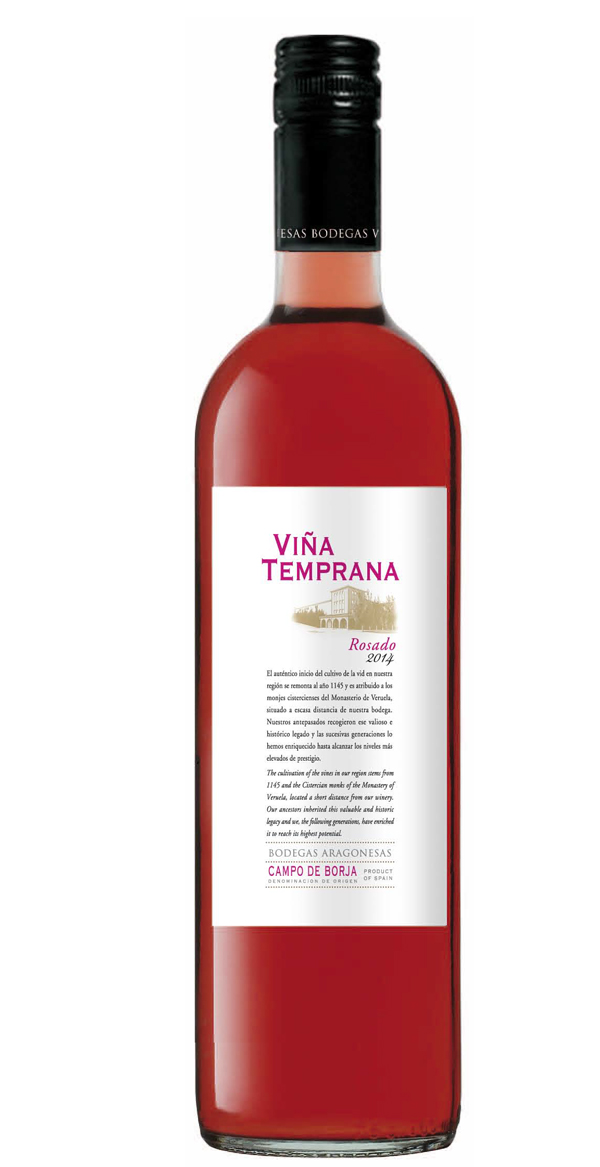 ESAS BODEGAS V
VIÑA
TEMPRANA
Rosado
2014
El auténtico inicio del cultivo de la vid en nuestra
región se remonta al año 1145 y es atribuido a los
monjes cistercienses del Monasterio de Veruela,
situado a escasa distancia de nuestra bodega.
Nuestros antepasados recogieron ese valioso e
histórico legado y las sucesivas generaciones lo
hemos enriquecido hasta alcanzar los niveles más
elevados de prestigio.
The cultivation of the vines in our region stems from
1145 and the Cistercian monks of the Monastery of
Veruela, located a short distance from our winery.
Our ancestors inherited this valuable and historic
legacy and we, the following generations, have enriched
it to reach its highest potential.
BODEGAS ARAGONESAS
CAMPO DE BORJA PRODUCT
DENOMINACION DE ORIGEN OF SPAIN